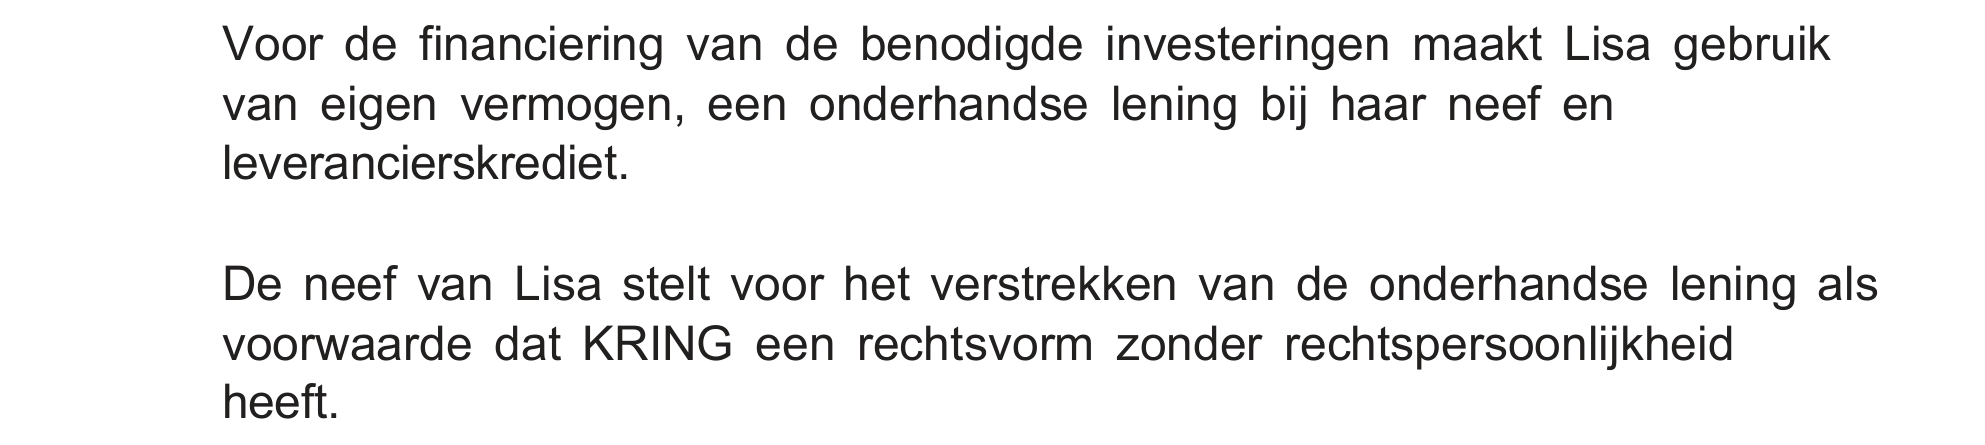 Voor de financiering van de benodigde investeringen maakt Lisa gebruik
van eigen vermogen, een onderhandse lening bij haar neef en
leverancierskrediet.
De neef van Lisa stelt voor het verstrekken van de onderhandse lening als
voorwaarde dat KRING een rechtsvorm zonder rechtspersoonlijkheid
heeft.